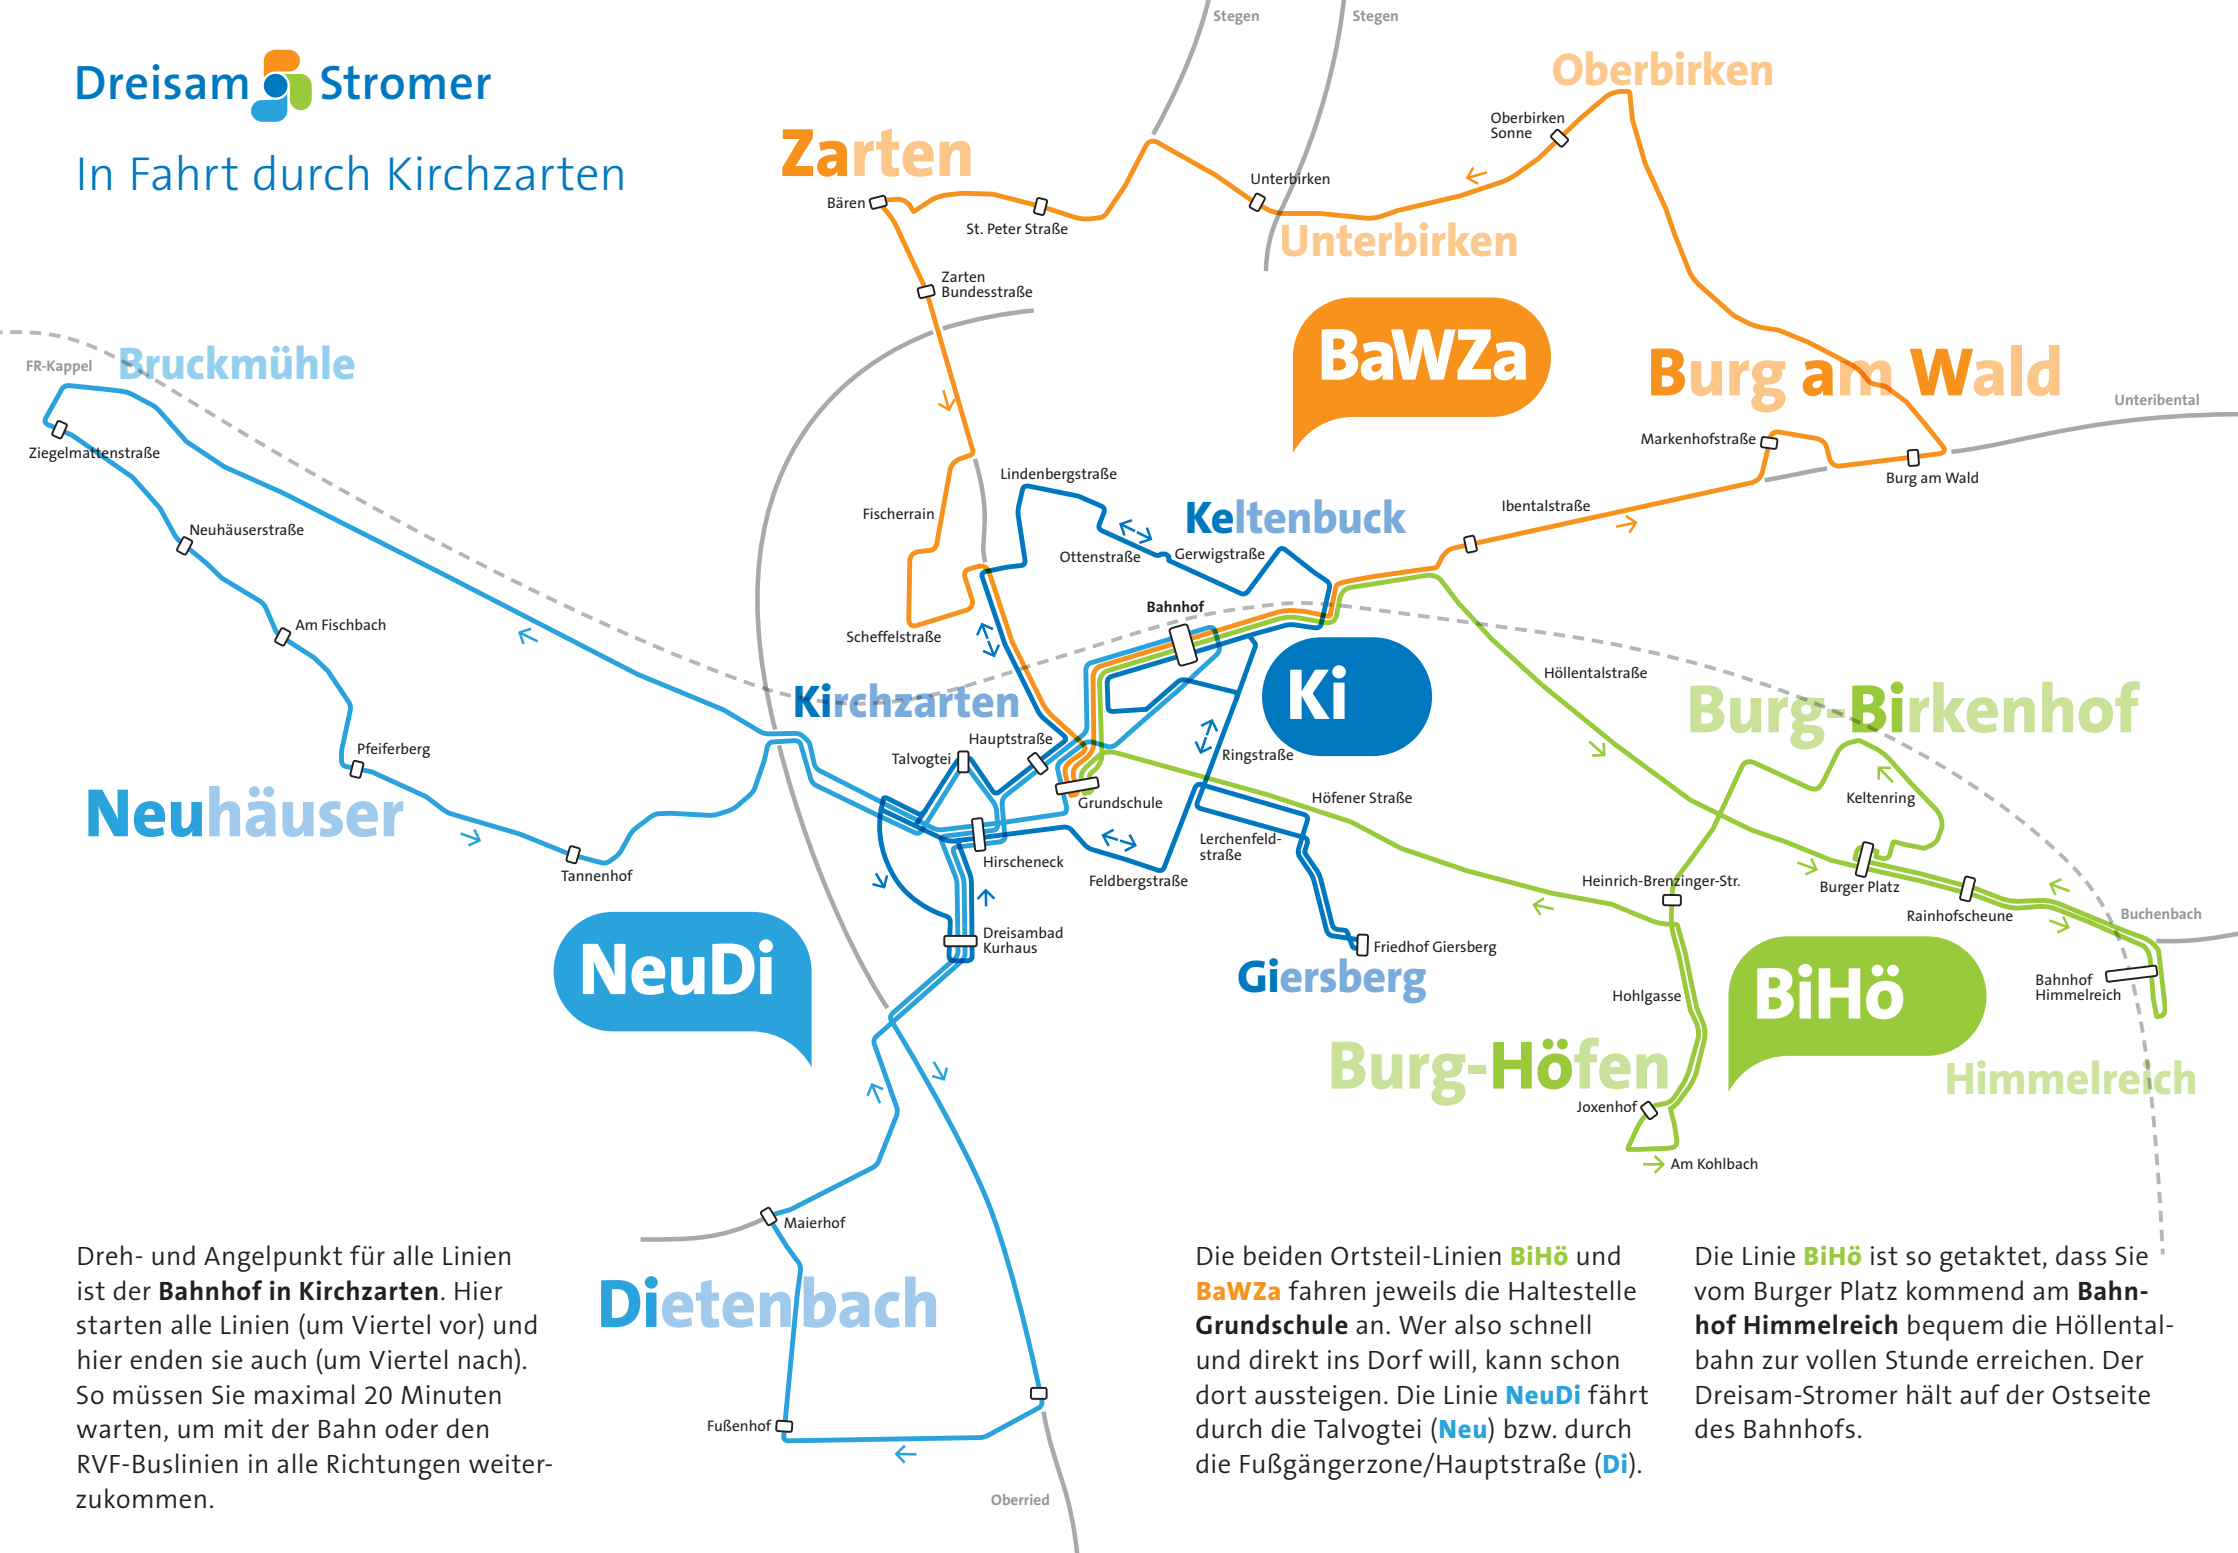 Stegen
Stegen
Dreisam Stromer
In Fahrt durch Kirchzarten
Oberbirken
Oberbirken
Sonne
Zarten
Unterbirken
Bären
St. Peter Straße
Unterbirken
Zarten
Bundesstraße
BaWZa
FR-Kappel
Bruckmühle
Burg am Wald
Unteribental
Ziegelmattenstraße
Markenhofstraße
Burg am Wald
Lindenbergstraße
Fischerrain
Keltenbuck
Ibentalstraße
Neuhäuserstraße
Ottenstraße
Gerwigstraße
Bahnhof
Am Fischbach
Scheffelstraße
Ki
Höllentalstraße
Kirchzarten
Burg-Birkenhof
Pfeiferberg
Hauptstraße
Talvogtei
Ringstraße
Neuhäuser
Grundschule
Höfener Straße
Keltenring
Lerchenfeld-
straße
Hirscheneck
Tannenhof
Feldbergstraße
Heinrich-Brenzinger-Str.
Burger Platz
Rainhofscheune
Buchenbach
NeuDi
Dreisambad
Kurhaus
Friedhof Giersberg
Giersberg
BiHö
Bahnhof
Himmelreich
Hohlgasse
Burg-Höfen
Himmelreich
Joxenhof
Am Kohlbach
Maierhof
Dietenbach
Fußenhof
Oberried
Dreh- und Angelpunkt für alle Linien
ist der Bahnhof in Kirchzarten. Hier
starten alle Linien (um Viertel vor) und
hier enden sie auch (um Viertel nach).
So müssen Sie maximal 20 Minuten
warten, um mit der Bahn oder den
RVF-Buslinien in alle Richtungen weiter-
zukommen.
Die beiden Ortsteil-Linien BiHö und
BaWZa fahren jeweils die Haltestelle
Grundschule an. Wer also schnell
und direkt ins Dorf will, kann schon
dort aussteigen. Die Linie NeuDi fährt
durch die Talvogtei (Neu) bzw. durch
die Fußgängerzone/Hauptstraße (Di).
Die Linie BiHö ist so getaktet, dass Sie
vom Burger Platz kommend am Bahn-
hof Himmelreich bequem die Höllental-
bahn zur vollen Stunde erreichen. Der
Dreisam-Stromer hält auf der Ostseite
des Bahnhofs.